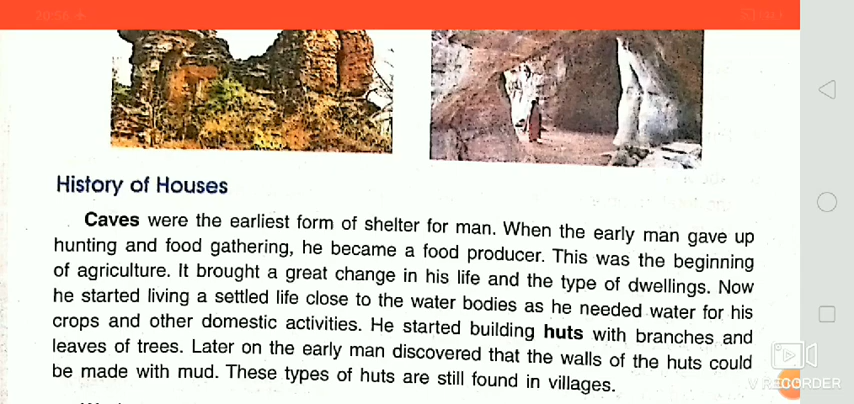 20:56
History of Houses
Caves were the earliest form of shelter for man. When the early man gave up
hunting and food gathering, he became a food producer. This was the beginning
of agriculture. It brought a great change in his life and the type of dwellings. Now
he started living a settled life close to the water bodies as he needed water for his
crops and other domestic activities. He started building huts with branches and
leaves of trees. Later on the early man discovered that the walls of the huts could
be made with mud. These types of huts are still found in villages.
V RECORDER